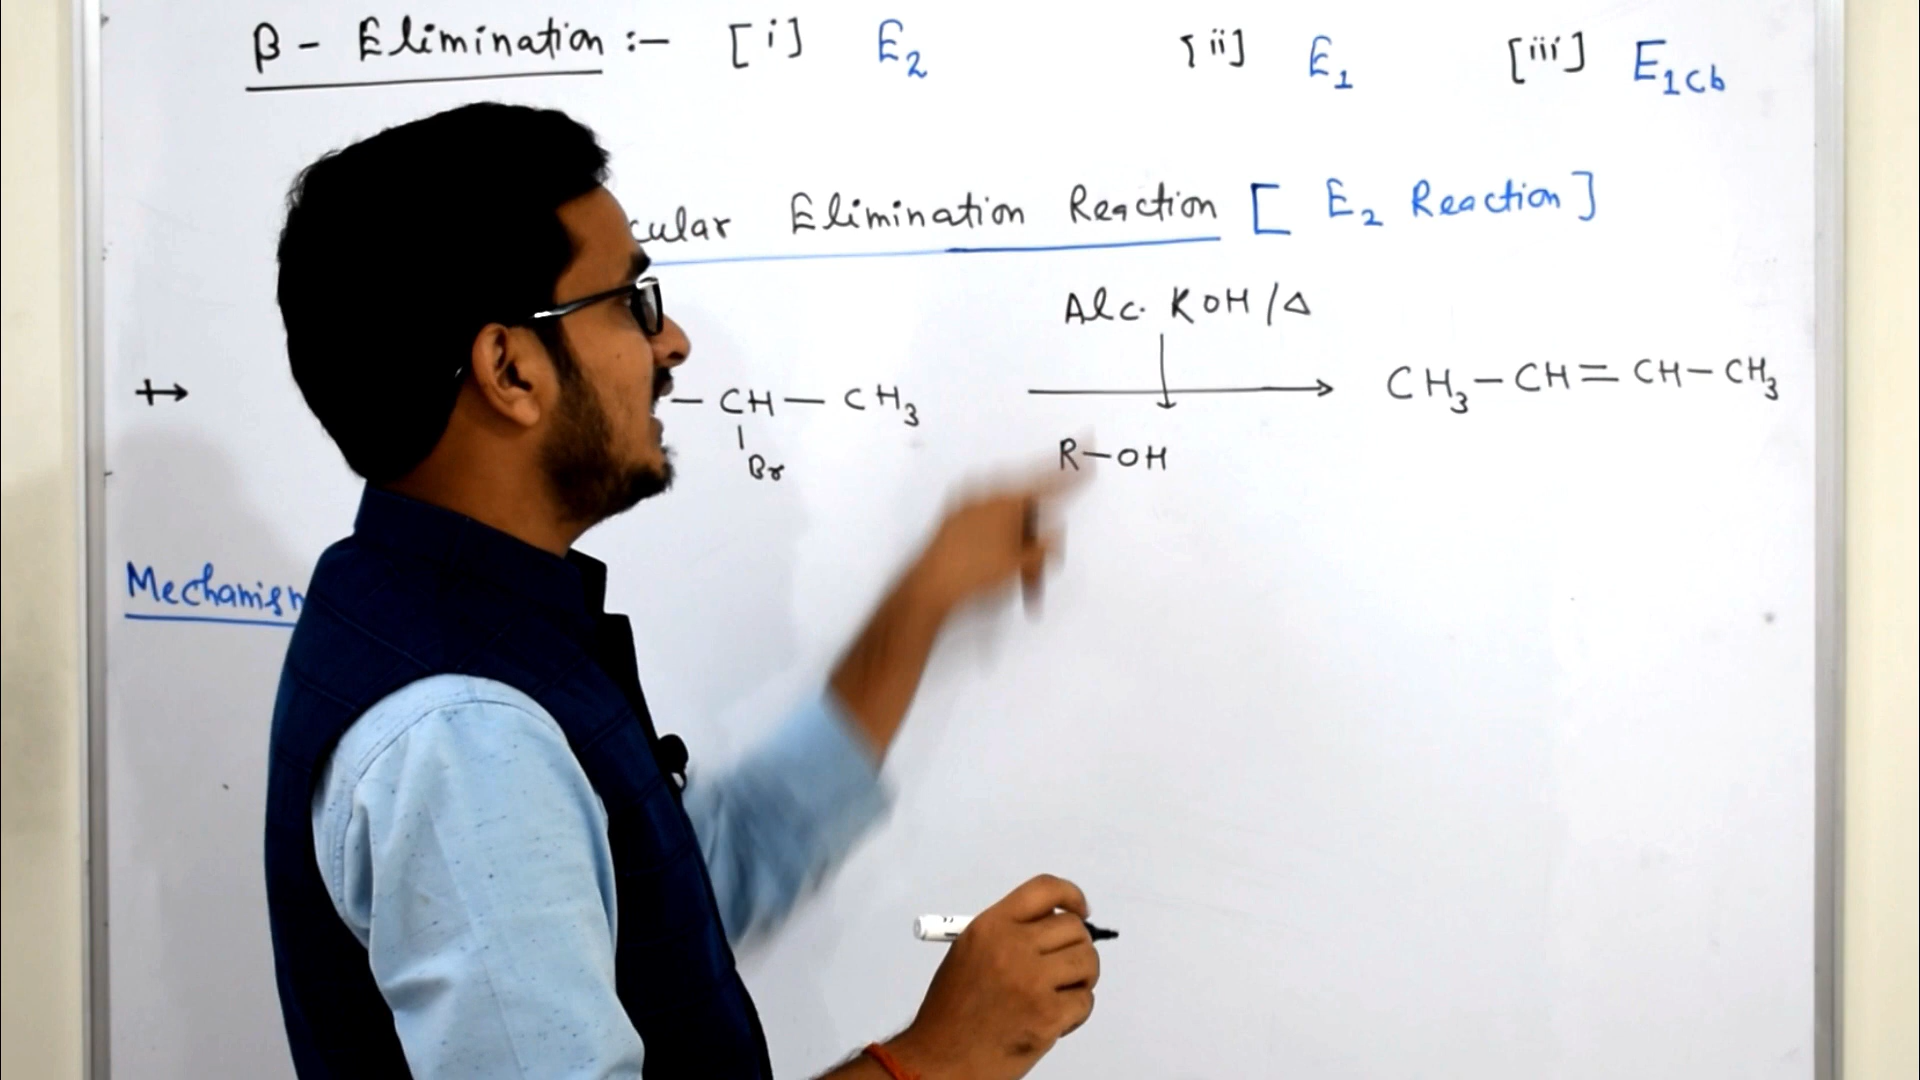 β - Elimination :- [i] E2 [ii] E1 [iii] E1cb
cular Elimination Reaction [ E2 Reaction ]
Alc. KOH / Δ
- CH - CH3 CH3 - CH = CH - CH3
Br
R-OH
Mechanism